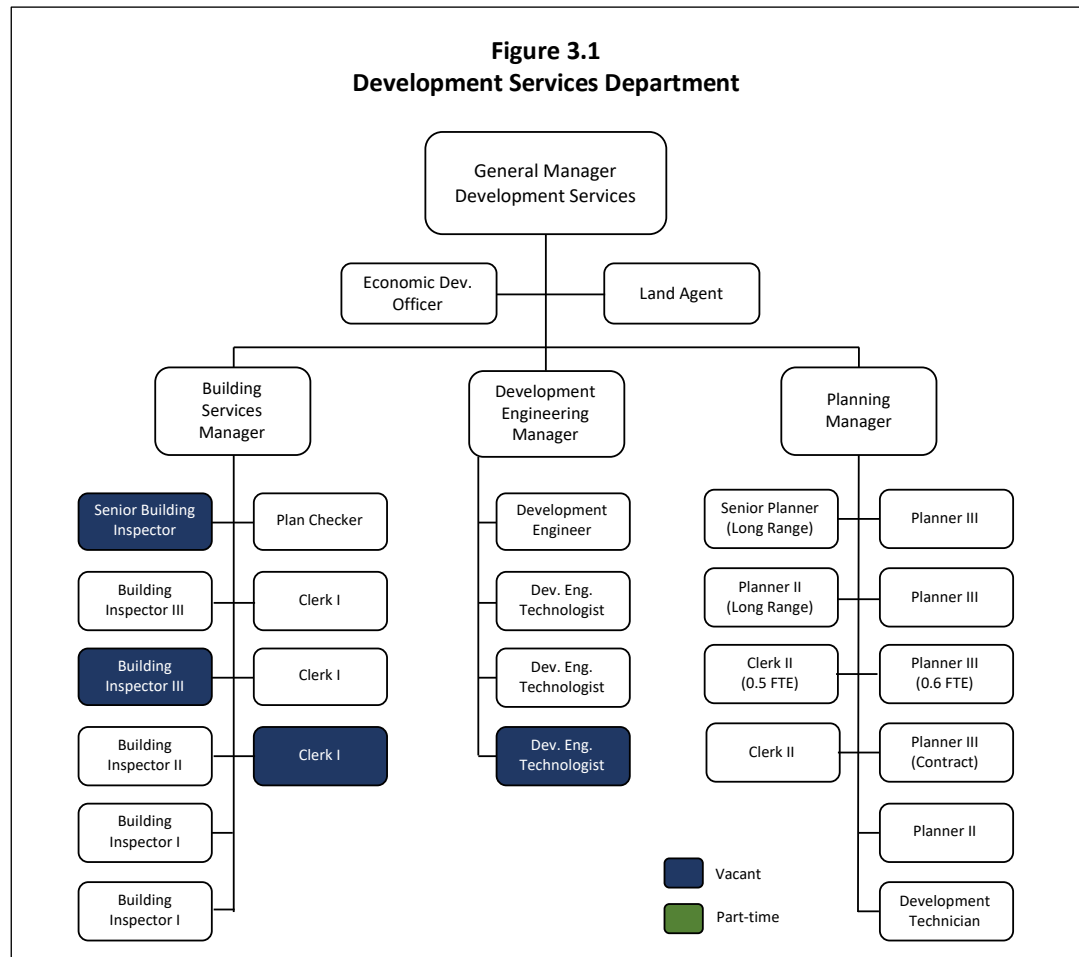 Figure 3.1
Development Services Department
General Manager
Development Services
Economic Dev.
Officer
Land Agent
Building
Services
Manager
Development
Engineering
Manager
Planning
Manager
Senior Building
Inspector
Plan Checker
Building
Inspector III
Clerk I
Building
Inspector III
Clerk I
Building
Inspector II
Clerk I
Building
Inspector I
Building
Inspector I
Development
Engineer
Dev. Eng.
Technologist
Dev. Eng.
Technologist
Dev. Eng.
Technologist
Senior Planner
(Long Range)
Planner III
Planner II
(Long Range)
Planner III
Clerk II
(0.5 FTE)
Planner III
(0.6 FTE)
Clerk II
Planner III
(Contract)
Planner II
Development
Technician
Vacant
Part-time